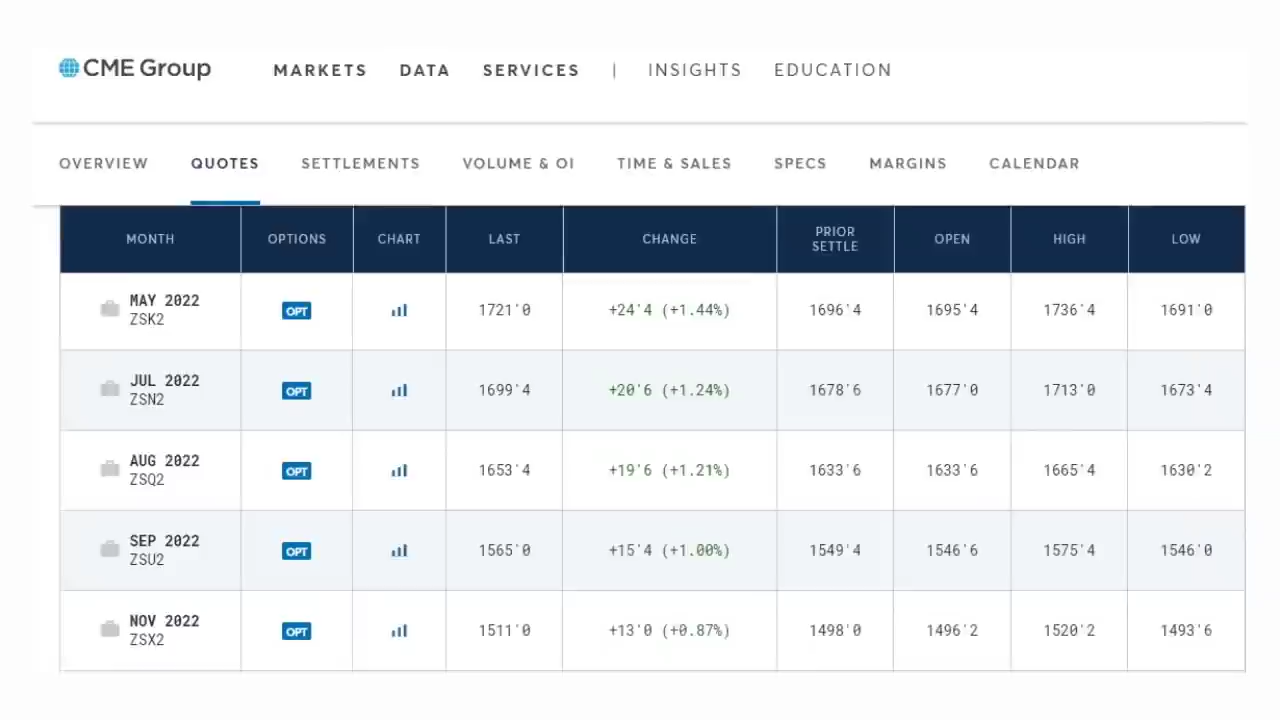 CME Group MARKETS DATA SERVICES | INSIGHTS EDUCATION
OVERVIEW QUOTES SETTLEMENTS VOLUME & OI TIME & SALES SPECS MARGINS CALENDAR
MONTH OPTIONS CHART LAST CHANGE PRIOR SETTLE OPEN HIGH LOW
MAY 2022 ZSK2 OPT 1721'0 +24'4 (+1.44%) 1696'4 1695'4 1736'4 1691'0
JUL 2022 ZSN2 OPT 1699'4 +20'6 (+1.24%) 1678'6 1677'0 1713'0 1673'4
AUG 2022 ZSQ2 OPT 1653'4 +19'6 (+1.21%) 1633'6 1633'6 1665'4 1630'2
SEP 2022 ZSU2 OPT 1565'0 +15'4 (+1.00%) 1549'4 1546'6 1575'4 1546'0
NOV 2022 ZSX2 OPT 1511'0 +13'0 (+0.87%) 1498'0 1496'2 1520'2 1493'6